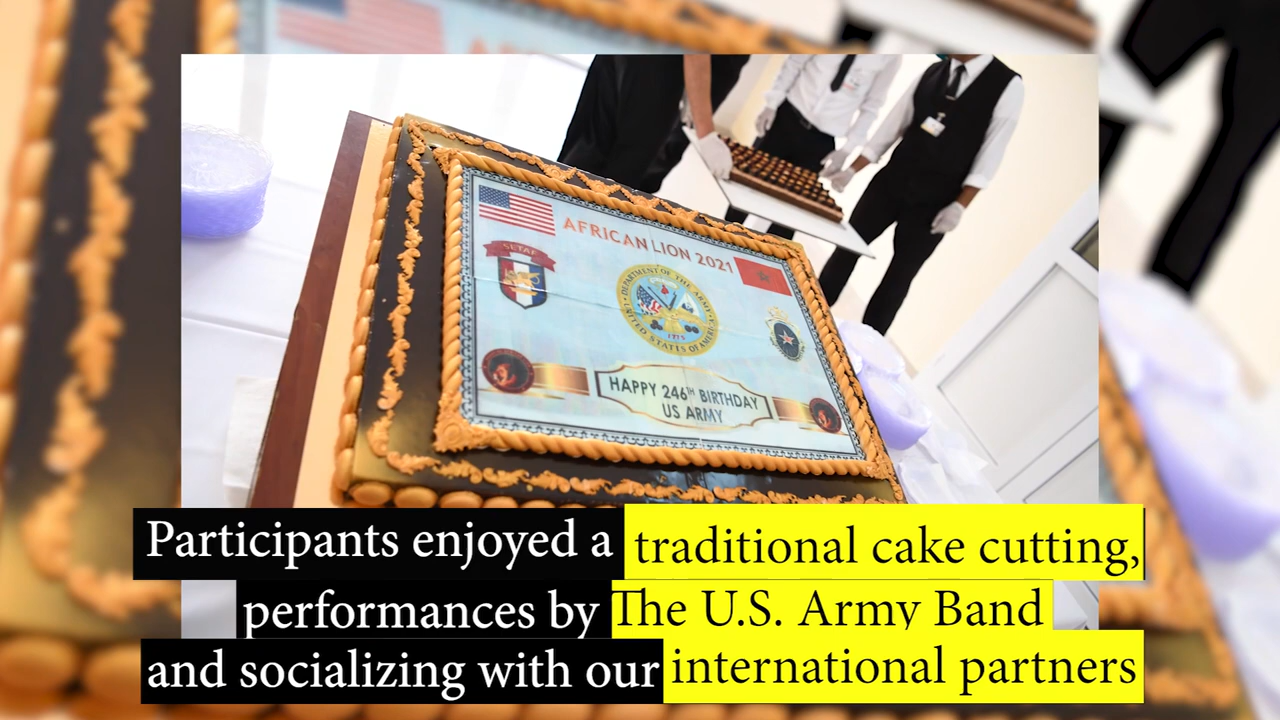 AFRICAN LION 2021
SETAF
DEPARTMENT OF THE ARMY
1775
UNITED STATES OF AMERICA
HAPPY 246TH BIRTHDAY
US ARMY
Participants enjoyed a traditional cake cutting,
performances by The U.S. Army Band
and socializing with our international partners